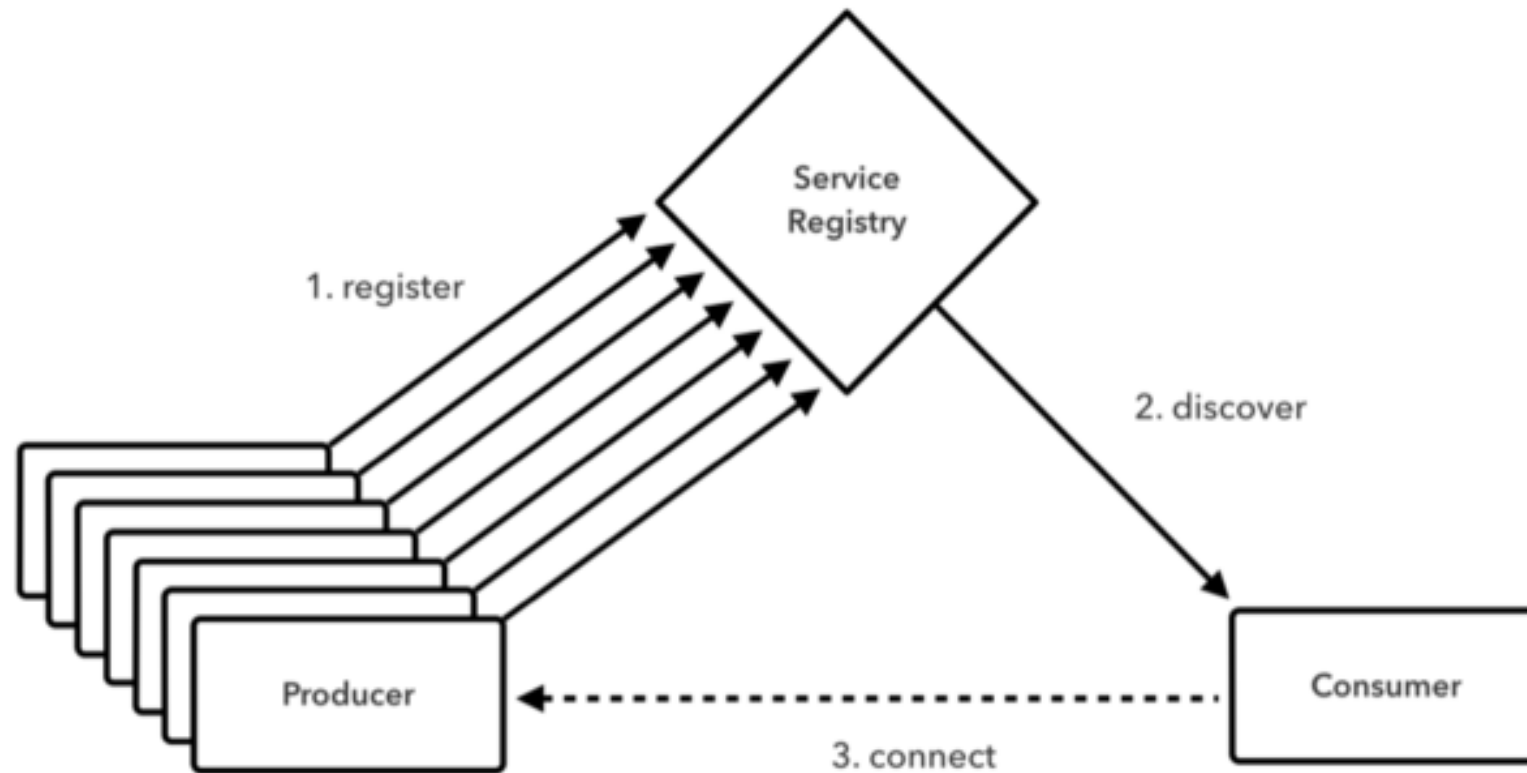 Service
Registry
1. register
2. discover
Producer
Consumer
3. connect